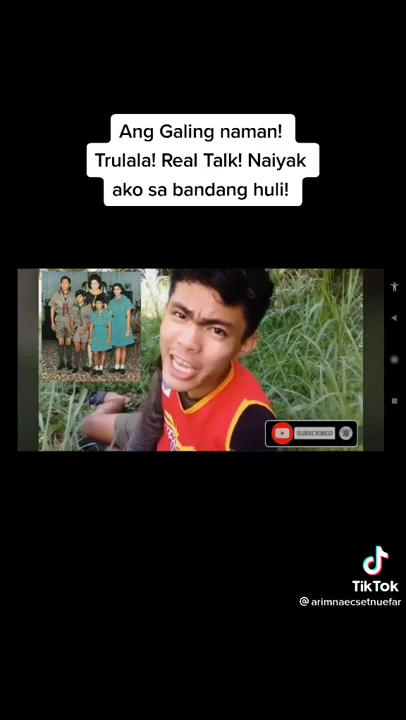 Ang Galing naman!
Trulala! Real Talk! Naiyak
ako sa bandang huli!
SUBSCRIBED
TikTok
@arimnaecsetnuefar